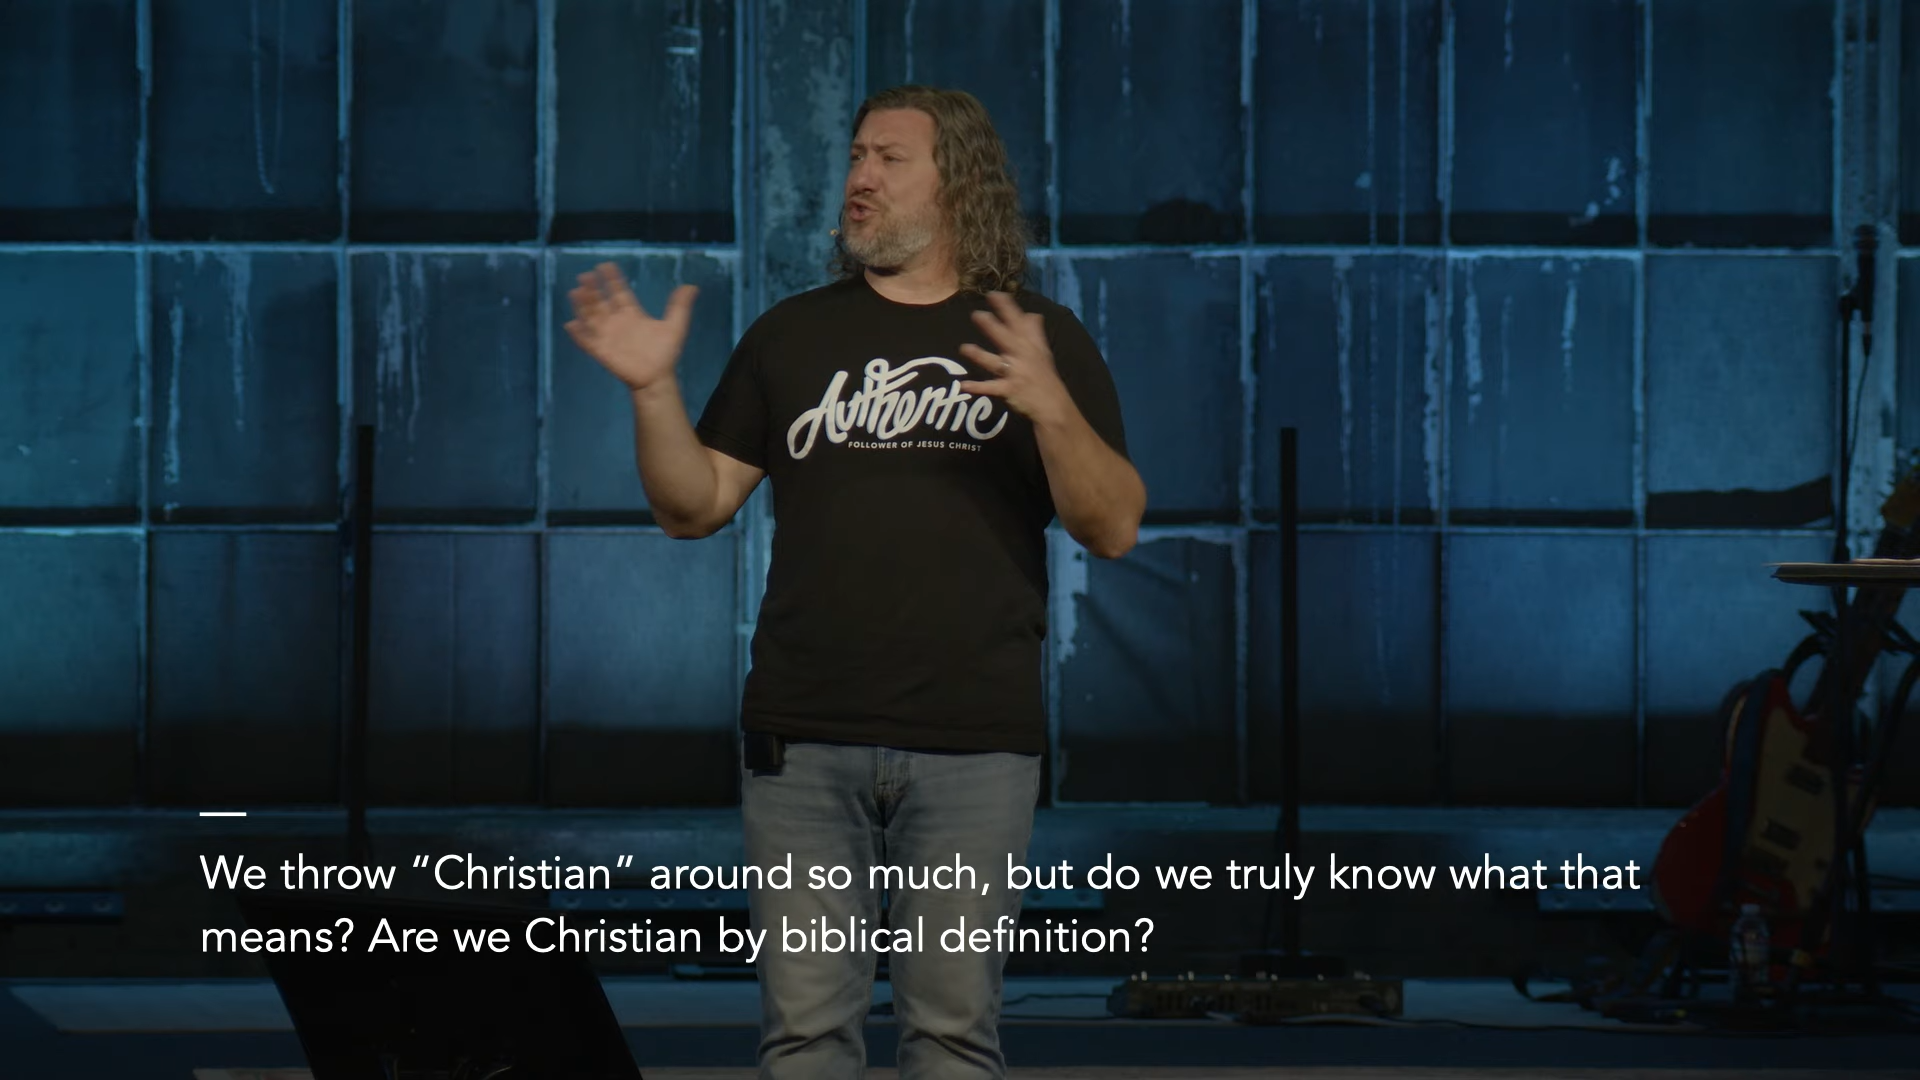 Authentic
FOLLOWER OF JESUS CHRIST
We throw “Christian” around so much, but do we truly know what that
means? Are we Christian by biblical definition?